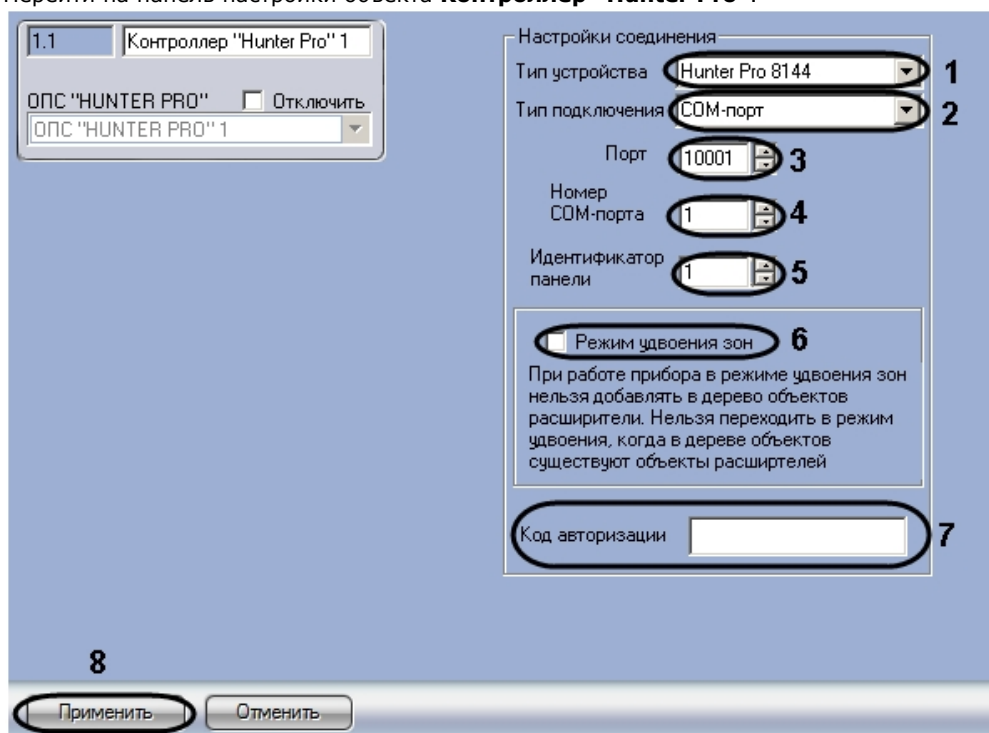 Перейти на панель настройки объекта Контроллер "Hunter Pro".
1.1 Контроллер "Hunter Pro" 1
ОПС "HUNTER PRO" Отключить
ОПС "HUNTER PRO" 1
Настройки соединения
Тип устройства Hunter Pro 8144 1
Тип подключения COM-порт 2
Порт 10001 3
Номер
COM-порта 1 4
Идентификатор
панели 1 5
Режим удвоения зон 6
При работе прибора в режиме удвоения зон
нельзя добавлять в дерево объектов
расширители. Нельзя переходить в режим
удвоения, когда в дереве объектов
существуют объекты расширтелей
Код авторизации 7
8
Применить Отменить